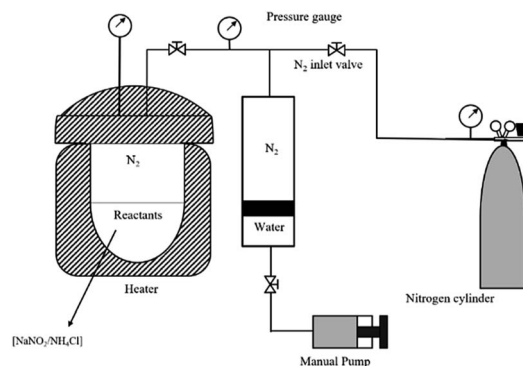 Pressure gauge
N₂ inlet valve
N₂
N₂
Reactants
Water
Heater
Nitrogen cylinder
[NaNO₂/NH₄Cl]
Manual Pump